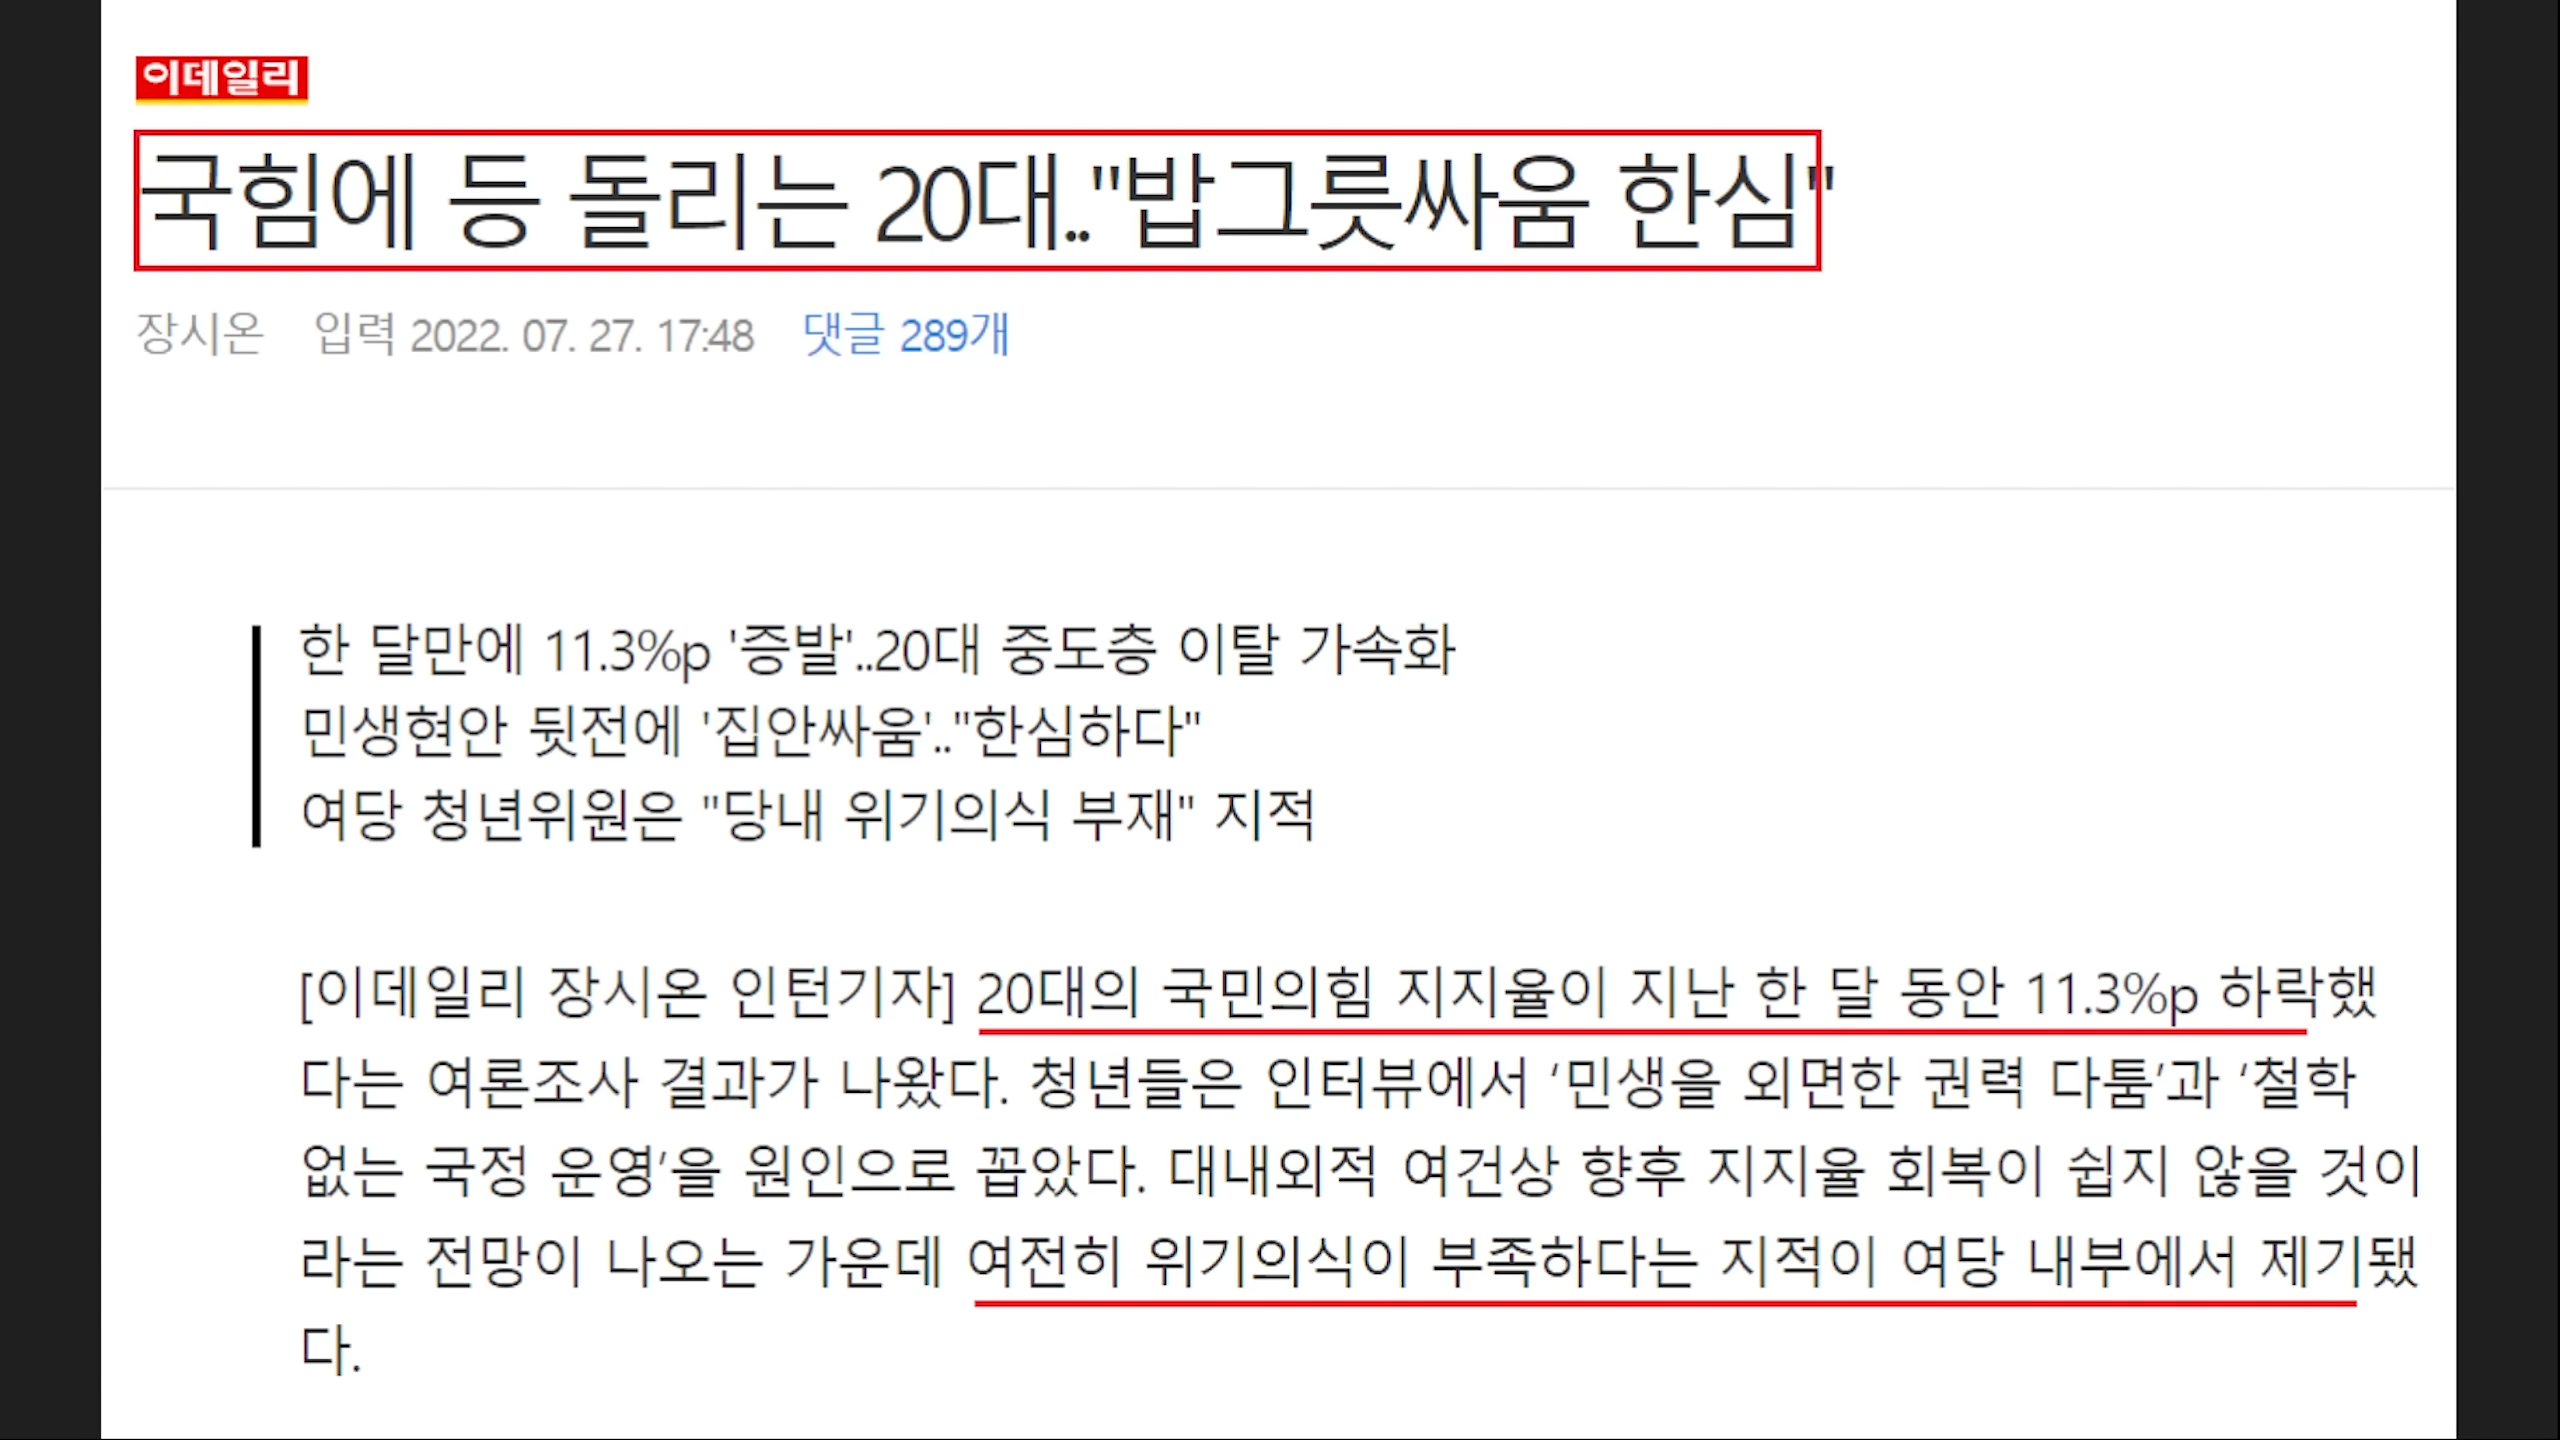 이데일리
국힘에 등 돌리는 20대.."밥그릇싸움 한심"
장시온 입력 2022. 07. 27. 17:48 댓글 289개
한 달만에 11.3%p '증발'..20대 중도층 이탈 가속화
민생현안 뒷전에 '집안싸움'.."한심하다"
여당 청년위원은 "당내 위기의식 부재" 지적
[이데일리 장시온 인턴기자] 20대의 국민의힘 지지율이 지난 한 달 동안 11.3%p 하락했
다는 여론조사 결과가 나왔다. 청년들은 인터뷰에서 ‘민생을 외면한 권력 다툼’과 ‘철학
없는 국정 운영’을 원인으로 꼽았다. 대내외적 여건상 향후 지지율 회복이 쉽지 않을 것이
라는 전망이 나오는 가운데 여전히 위기의식이 부족하다는 지적이 여당 내부에서 제기됐
다.